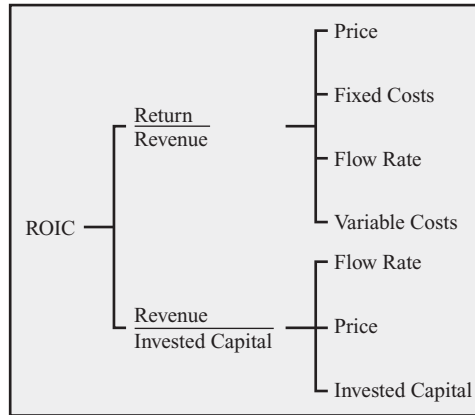 Price
Fixed Costs
Return
Revenue
Flow Rate
Variable Costs
ROIC
Flow Rate
Revenue
Invested Capital
Price
Invested Capital